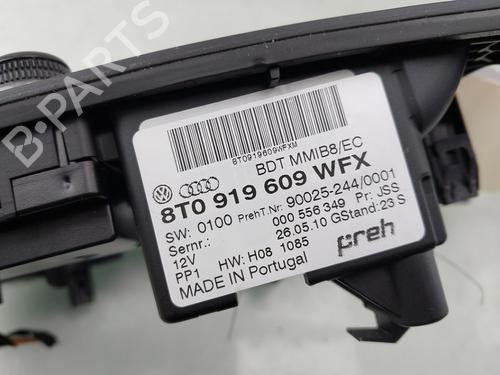 8T0919609WFXM
BDT MMIB8/EC
8T0 919 609 WFX
SW: 0100 PrehT.Nr: 90025-244/0001
Sernr.: 000 556 349 Pr: JSS
12V 26.05.10 GStand: 23 S
PP1 HW: H08 1085
MADE IN Portugal preh
B